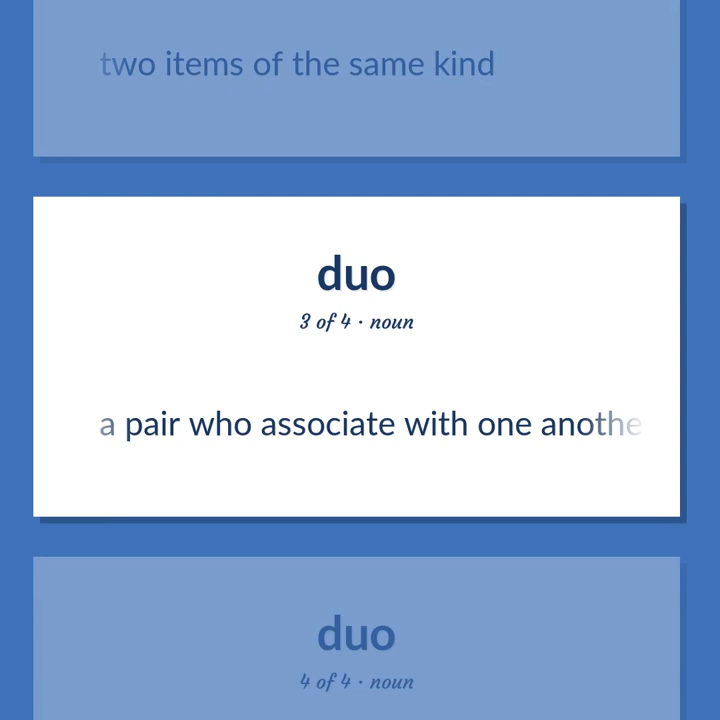 two items of the same kind
duo
3 of 4 · noun
a pair who associate with one anothe
duo
4 of 4 · noun